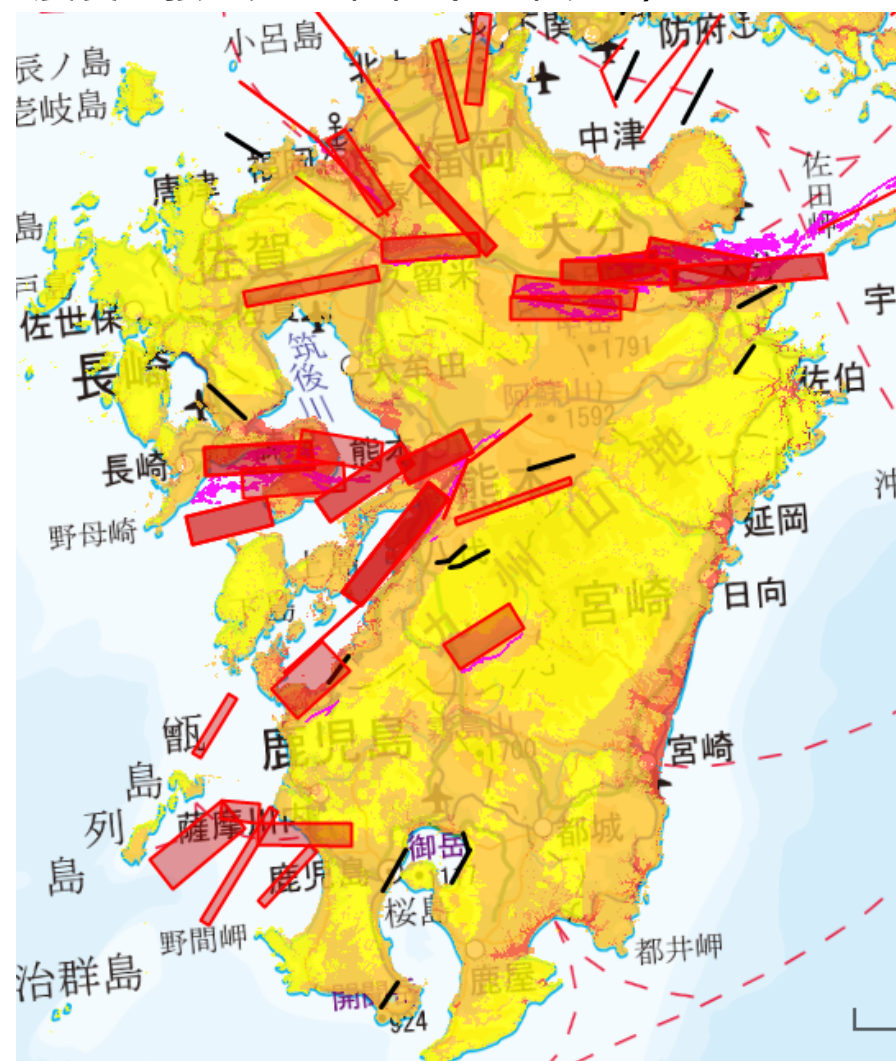 小呂島
防府
辰ノ島
壱岐島
中津
福岡
唐津
佐田岬
大分
佐賀
久留米
佐世保
宇
筑後川
・1791
大牟田
長崎
佐伯
阿蘇山
・1592
長崎
熊本
熊本
九州山地
沖
野母崎
延岡
宮崎
日向
下島
甑島列島
鹿児島
霧島山
・1700
宮崎
薩摩川内
御岳
都城
鹿児島
桜島
野間岬
都井岬
治群島
鹿屋
924